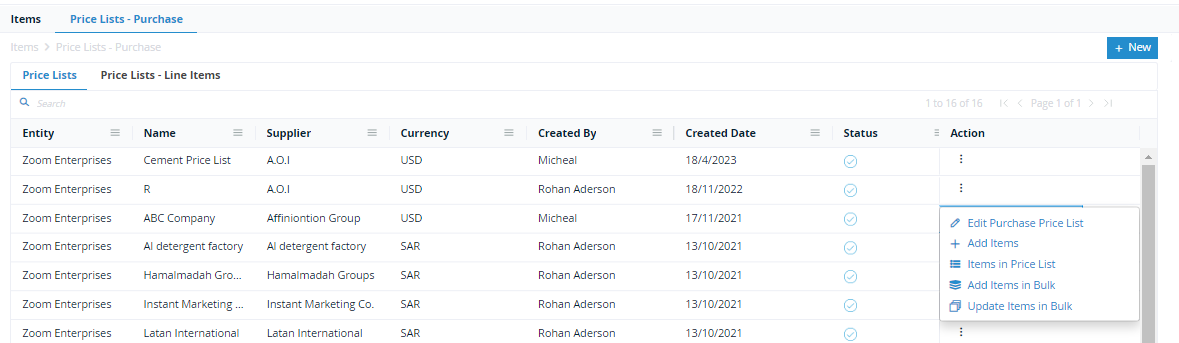 Items Price Lists - Purchase
Items > Price Lists - Purchase + New
Price Lists Price Lists - Line Items
Search 1 to 16 of 16 Page 1 of 1
Entity Name Supplier Currency Created By Created Date Status Action
Zoom Enterprises Cement Price List A.O.I USD Micheal 18/4/2023
Zoom Enterprises R A.O.I USD Rohan Aderson 18/11/2022
Zoom Enterprises ABC Company Affiniontion Group USD Micheal 17/11/2021
Edit Purchase Price List
Zoom Enterprises Al detergent factory Al detergent factory SAR Rohan Aderson 13/10/2021
Add Items
Zoom Enterprises Hamalmadah Gro... Hamalmadah Groups SAR Rohan Aderson 13/10/2021
Items in Price List
Add Items in Bulk
Zoom Enterprises Instant Marketing ... Instant Marketing Co. SAR Rohan Aderson 13/10/2021
Update Items in Bulk
Zoom Enterprises Latan International Latan International SAR Rohan Aderson 13/10/2021